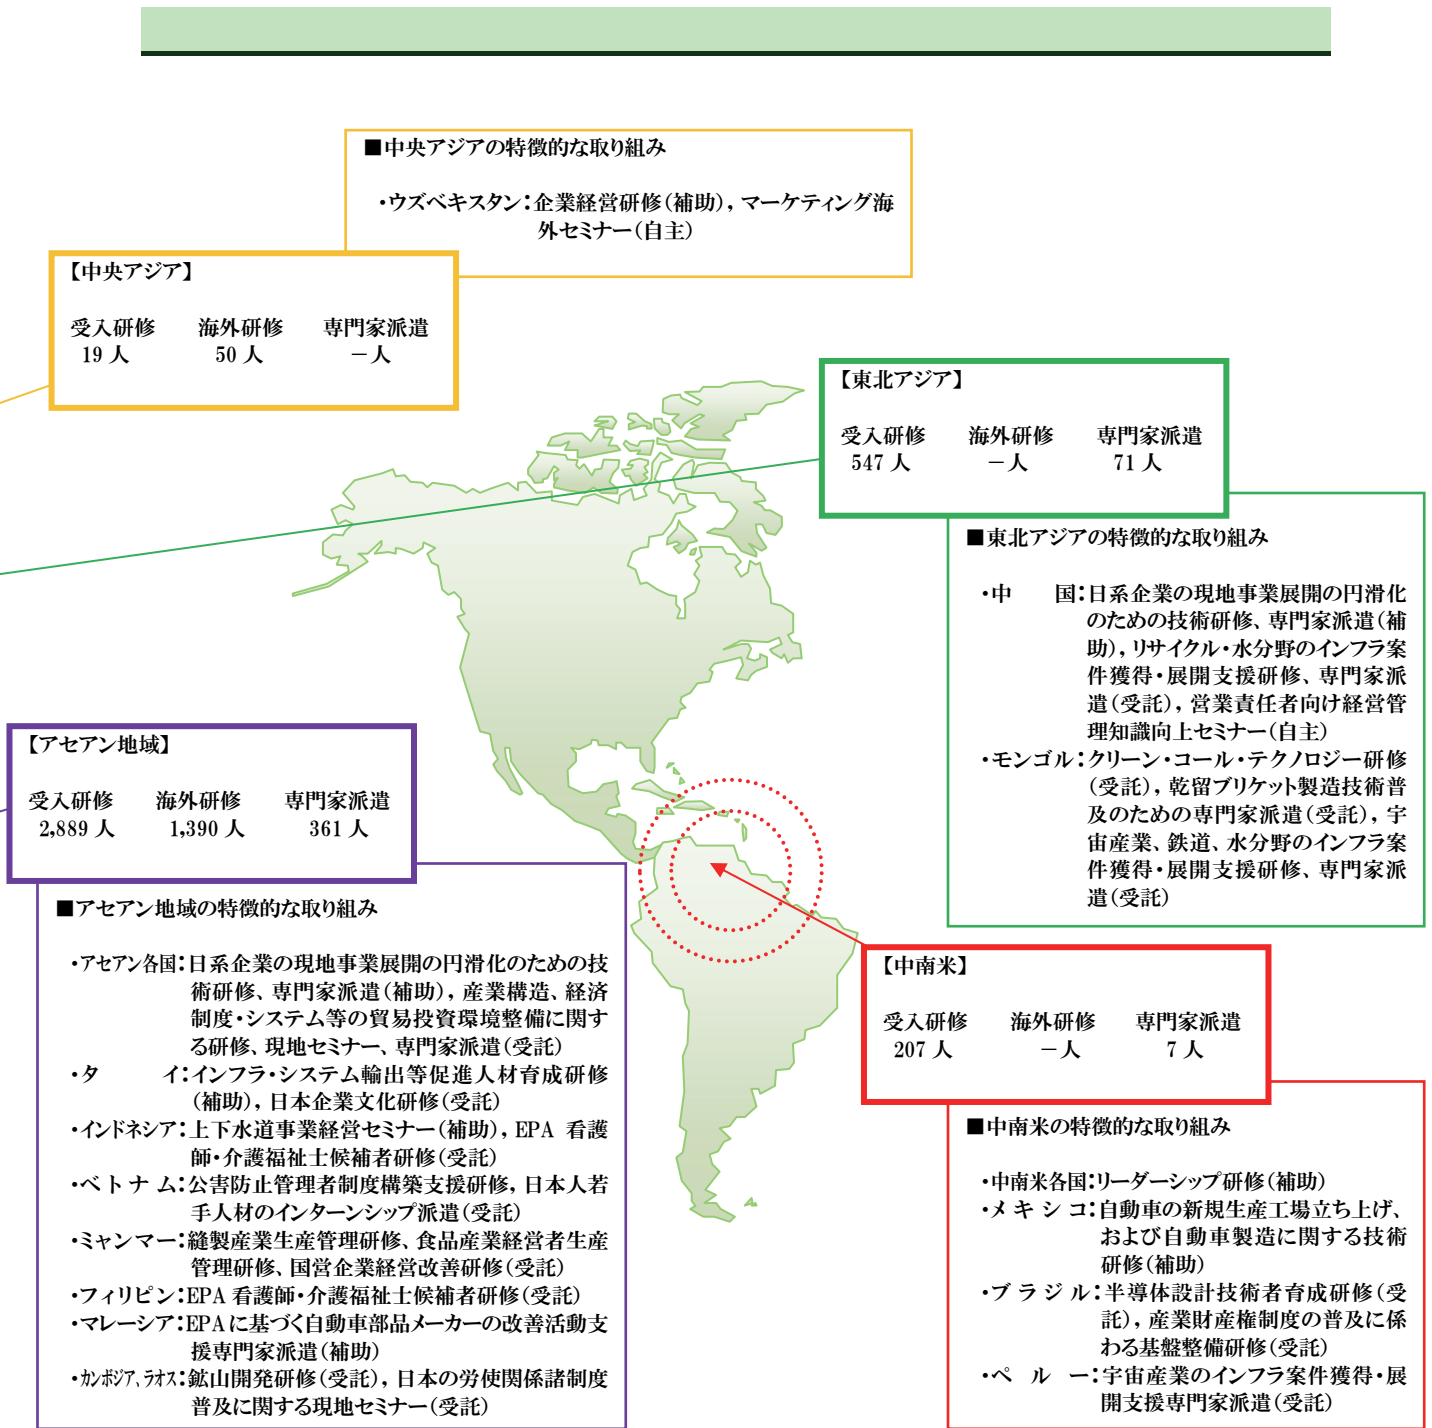 ■中央アジアの特徴的な取り組み
・ウズベキスタン：企業経営研修（補助），マーケティング海
外セミナー（自主）
【中央アジア】
受入研修　海外研修　専門家派遣
19 人　50 人　－人
【東北アジア】
受入研修　海外研修　専門家派遣
547 人　－人　71 人
■東北アジアの特徴的な取り組み
・中　　国：日系企業の現地事業展開の円滑化
のための技術研修、専門家派遣（補
助），リサイクル・水分野のインフラ案
件獲得・展開支援研修、専門家派
遣（受託），営業責任者向け経営管
理知識向上セミナー（自主）
・モンゴル：クリーン・コール・テクノロジー研修
（受託），乾留ブリケット製造技術普
及のための専門家派遣（受託），宇
宙産業、鉄道、水分野のインフラ案
件獲得・展開支援研修、専門家派
遣（受託）
【アセアン地域】
受入研修　海外研修　専門家派遣
2,889 人　1,390 人　361 人
■アセアン地域の特徴的な取り組み
・アセアン各国：日系企業の現地事業展開の円滑化のための技
術研修、専門家派遣（補助），産業構造、経済
制度・システム等の貿易投資環境整備に関す
る研修、現地セミナー、専門家派遣（受託）
・タ　　　イ：インフラ・システム輸出等促進人材育成研修
（補助），日本企業文化研修（受託）
・インドネシア：上下水道事業経営セミナー（補助），EPA 看護
師・介護福祉士候補者研修（受託）
・ベ ト ナ ム：公害防止管理者制度構築支援研修，日本人若
手人材のインターンシップ派遣（受託）
・ミャンマー：縫製産業生産管理研修、食品産業経営者生産
管理研修、国営企業経営改善研修（受託）
・フィリピン：EPA 看護師・介護福祉士候補者研修（受託）
・マレーシア：EPAに基づく自動車部品メーカーの改善活動支
援専門家派遣（補助）
・カンボジア、ラオス：鉱山開発研修（受託），日本の労使関係諸制度
普及に関する現地セミナー（受託）
【中南米】
受入研修　海外研修　専門家派遣
207 人　－人　7 人
■中南米の特徴的な取り組み
・中南米各国：リーダーシップ研修（補助）
・メ キ シ コ：自動車の新規生産工場立ち上げ、
および自動車製造に関する技術
研修（補助）
・ブ ラ ジ ル：半導体設計技術者育成研修（受
託），産業財産権制度の普及に係
わる基盤整備研修（受託）
・ペ　ル　ー：宇宙産業のインフラ案件獲得・展
開支援専門家派遣（受託）